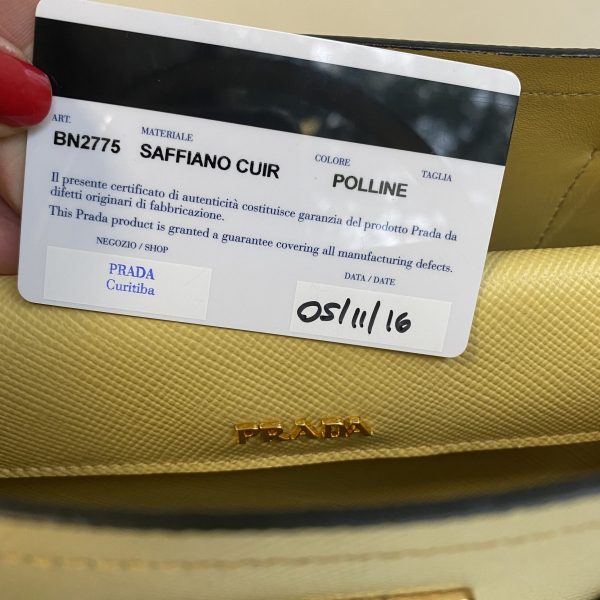 ART. MATERIALE COLORE TAGLIA
BN2775 SAFFIANO CUIR POLLINE
Il presente certificato di autenticità costituisce garanzia del prodotto Prada da
difetti originari di fabbricazione.
This Prada product is granted a guarantee covering all manufacturing defects.
NEGOZIO / SHOP
PRADA
Curitiba
DATA / DATE
05/11/16
PRADA